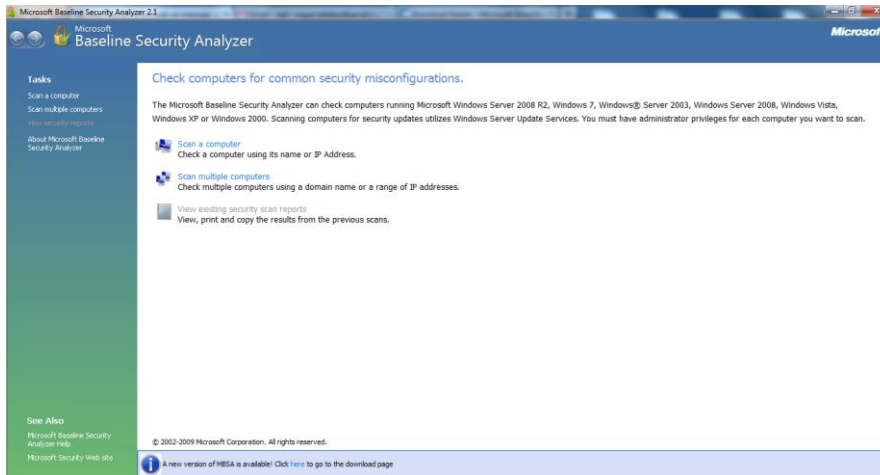 Microsoft Baseline Security Analyzer 2.1
Microsoft
Baseline Security Analyzer
Microsoft
Tasks
Scan a computer
Scan multiple computers
View security reports
About Microsoft Baseline
Security Analyzer
Check computers for common security misconfigurations.
The Microsoft Baseline Security Analyzer can check computers running Microsoft Windows Server 2008 R2, Windows 7, Windows® Server 2003, Windows Server 2008, Windows Vista,
Windows XP or Windows 2000. Scanning computers for security updates utilizes Windows Server Update Services. You must have administrator privileges for each computer you want to scan.
Scan a computer
Check a computer using its name or IP Address.
Scan multiple computers
Check multiple computers using a domain name or a range of IP addresses.
View existing security scan reports
View, print and copy the results from the previous scans.
See Also
Microsoft Baseline Security
Analyzer Help
Microsoft Security Web site
© 2002-2009 Microsoft Corporation. All rights reserved.
A new version of MBSA is available! Click here to go to the download page